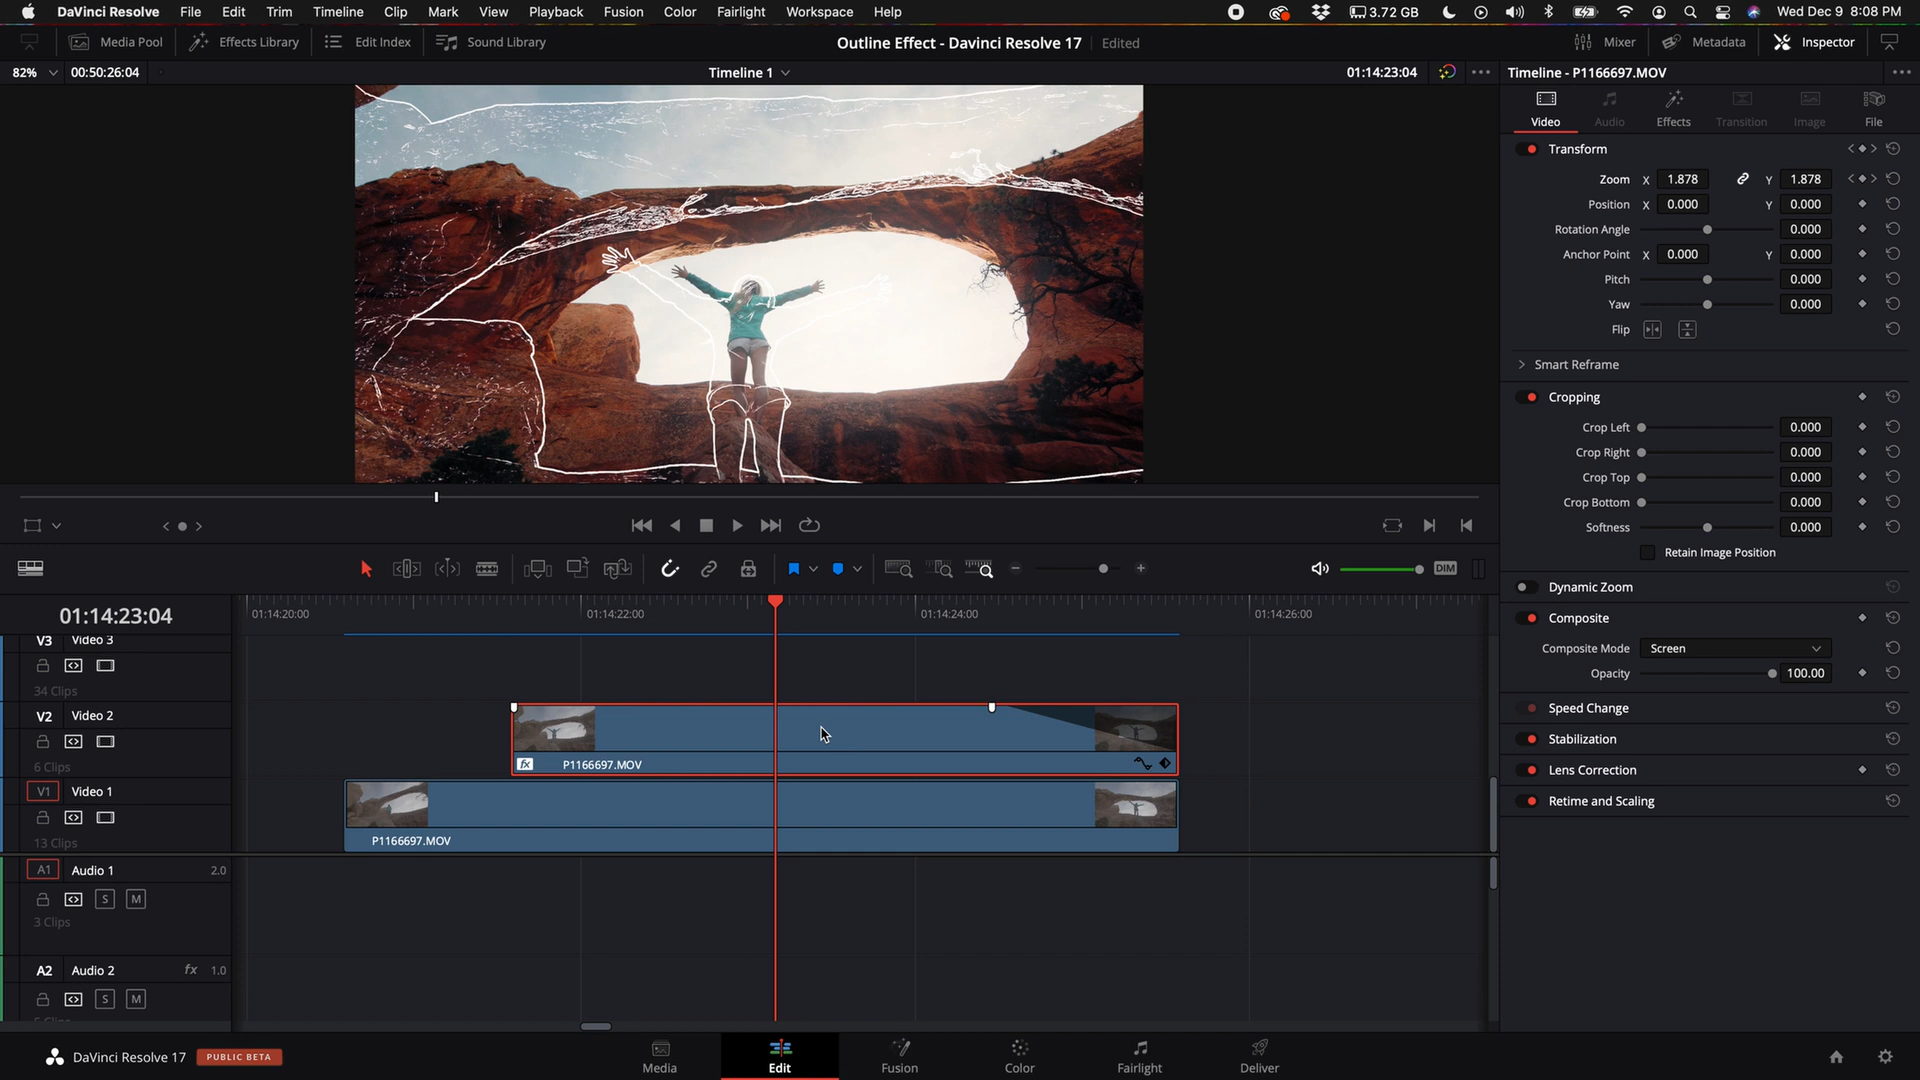 DaVinci Resolve File Edit Trim Timeline Clip Mark View Playback Fusion Color Fairlight Workspace Help 3.72 GB Wed Dec 9 8:08 PM
Media Pool Effects Library Edit Index Sound Library Outline Effect - Davinci Resolve 17 Edited Mixer Metadata Inspector
82% 00:50:26:04 Timeline 1 01:14:23:04 Timeline - P1166697.MOV
Video Audio Effects Transition Image File
Transform
Zoom X 1.878 Y 1.878
Position X 0.000 Y 0.000
Rotation Angle 0.000
Anchor Point X 0.000 Y 0.000
Pitch 0.000
Yaw 0.000
Flip
Smart Reframe
Cropping
Crop Left 0.000
Crop Right 0.000
Crop Top 0.000
Crop Bottom 0.000
Softness 0.000
Retain Image Position
Dynamic Zoom
Composite
Composite Mode Screen
Opacity 100.00
Speed Change
Stabilization
Lens Correction
Retime and Scaling
DIM
01:14:23:04 01:14:20:00 01:14:22:00 01:14:24:00 01:14:26:00
V3 Video 3
34 Clips
V2 Video 2
6 Clips
fx P1166697.MOV
V1 Video 1
13 Clips
P1166697.MOV
A1 Audio 1 2.0
S M
3 Clips
A2 Audio 2 fx 1.0
S M
DaVinci Resolve 17 PUBLIC BETA Media Edit Fusion Color Fairlight Deliver